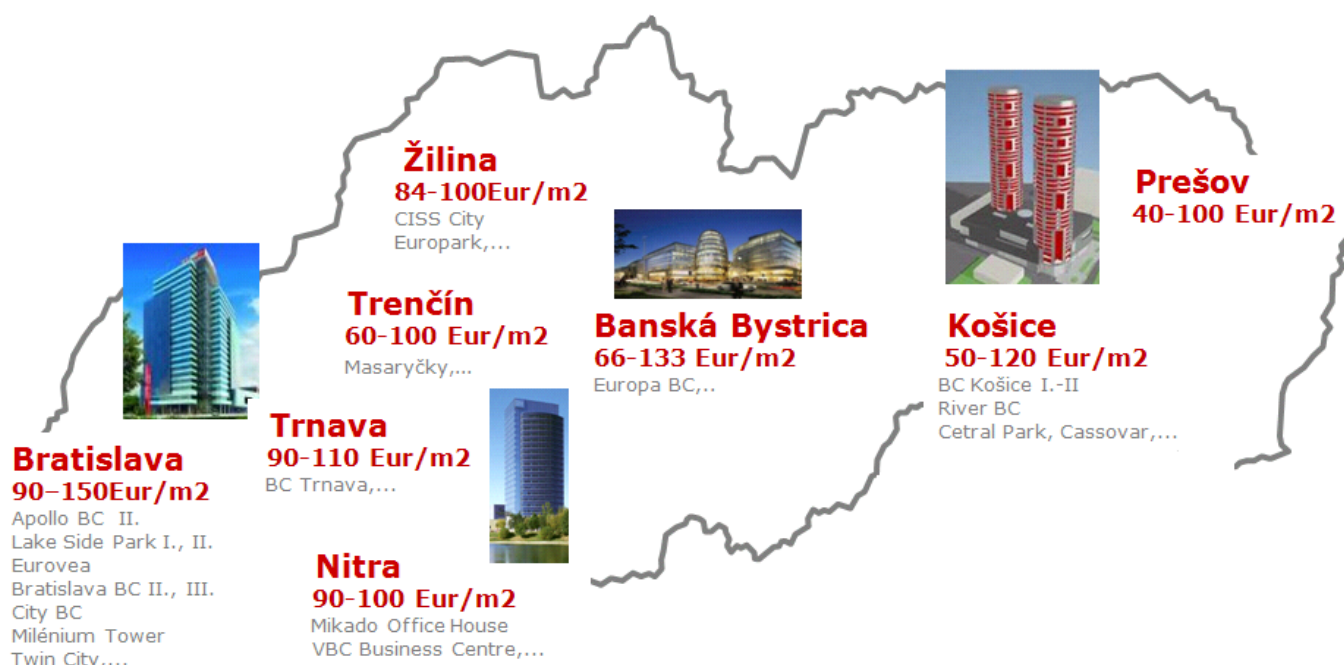 Žilina
84-100Eur/m2
CISS City
Europark,...
Prešov
40-100 Eur/m2
Trenčín
60-100 Eur/m2
Masaryčky,...
Banská Bystrica
66-133 Eur/m2
Europa BC,..
Košice
50-120 Eur/m2
BC Košice I.-II
River BC
Cetral Park, Cassovar,...
Trnava
90-110 Eur/m2
BC Trnava,...
Bratislava
90–150Eur/m2
Apollo BC II.
Lake Side Park I., II.
Eurovea
Bratislava BC II., III.
City BC
Milénium Tower
Twin City,...
Nitra
90-100 Eur/m2
Mikado Office House
VBC Business Centre,...